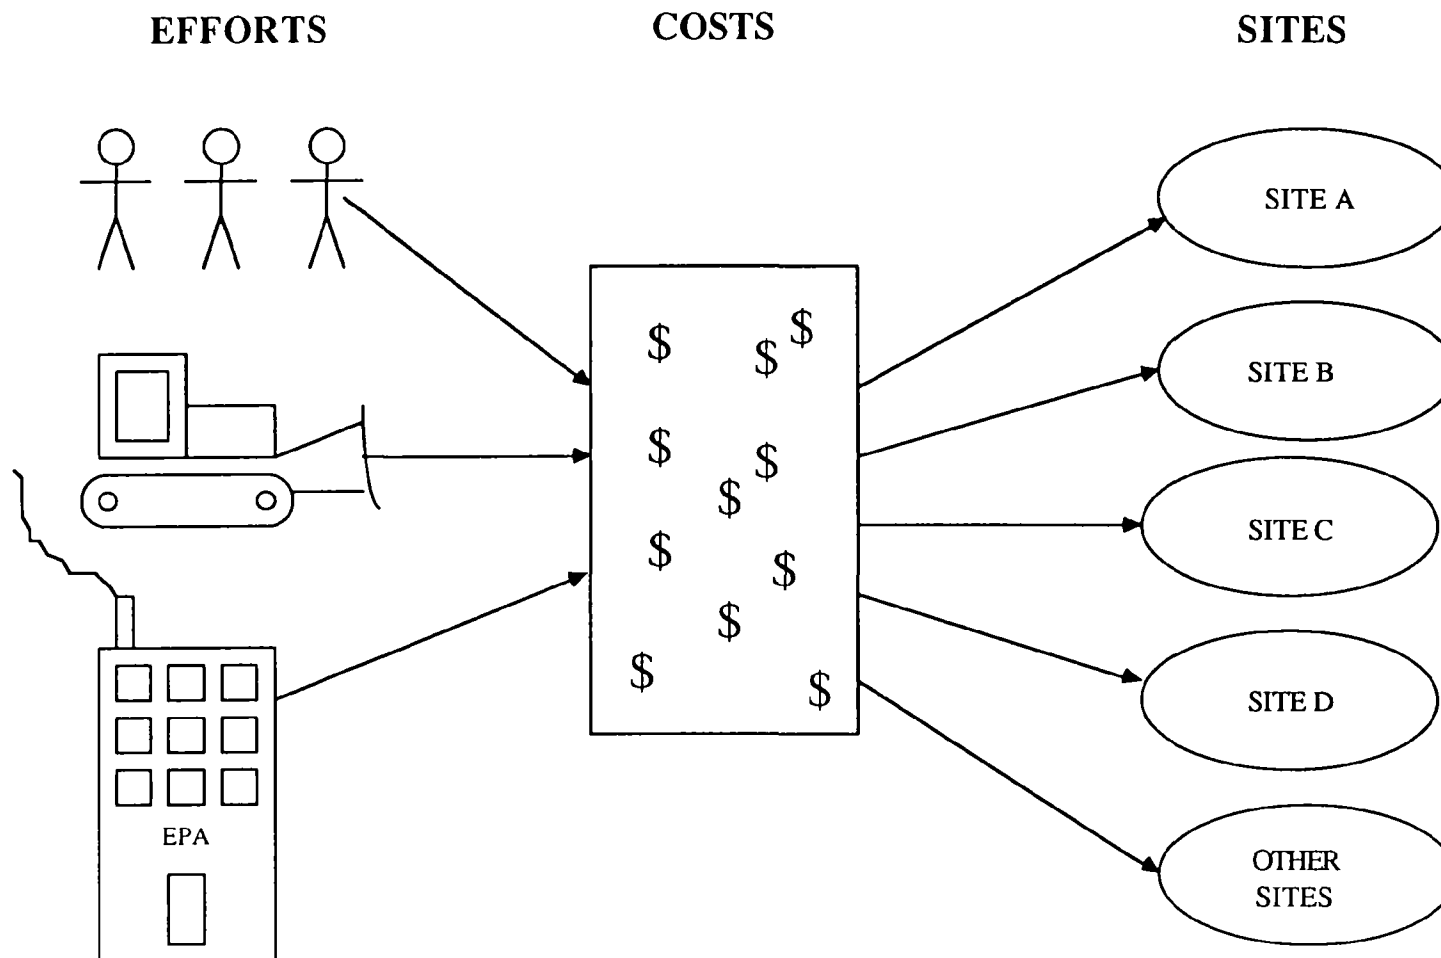 EFFORTS
COSTS
SITES
SITE A
SITE B
SITE C
SITE D
OTHER
SITES
$
$
$
$
$
$
$
$
$
$
$
EPA